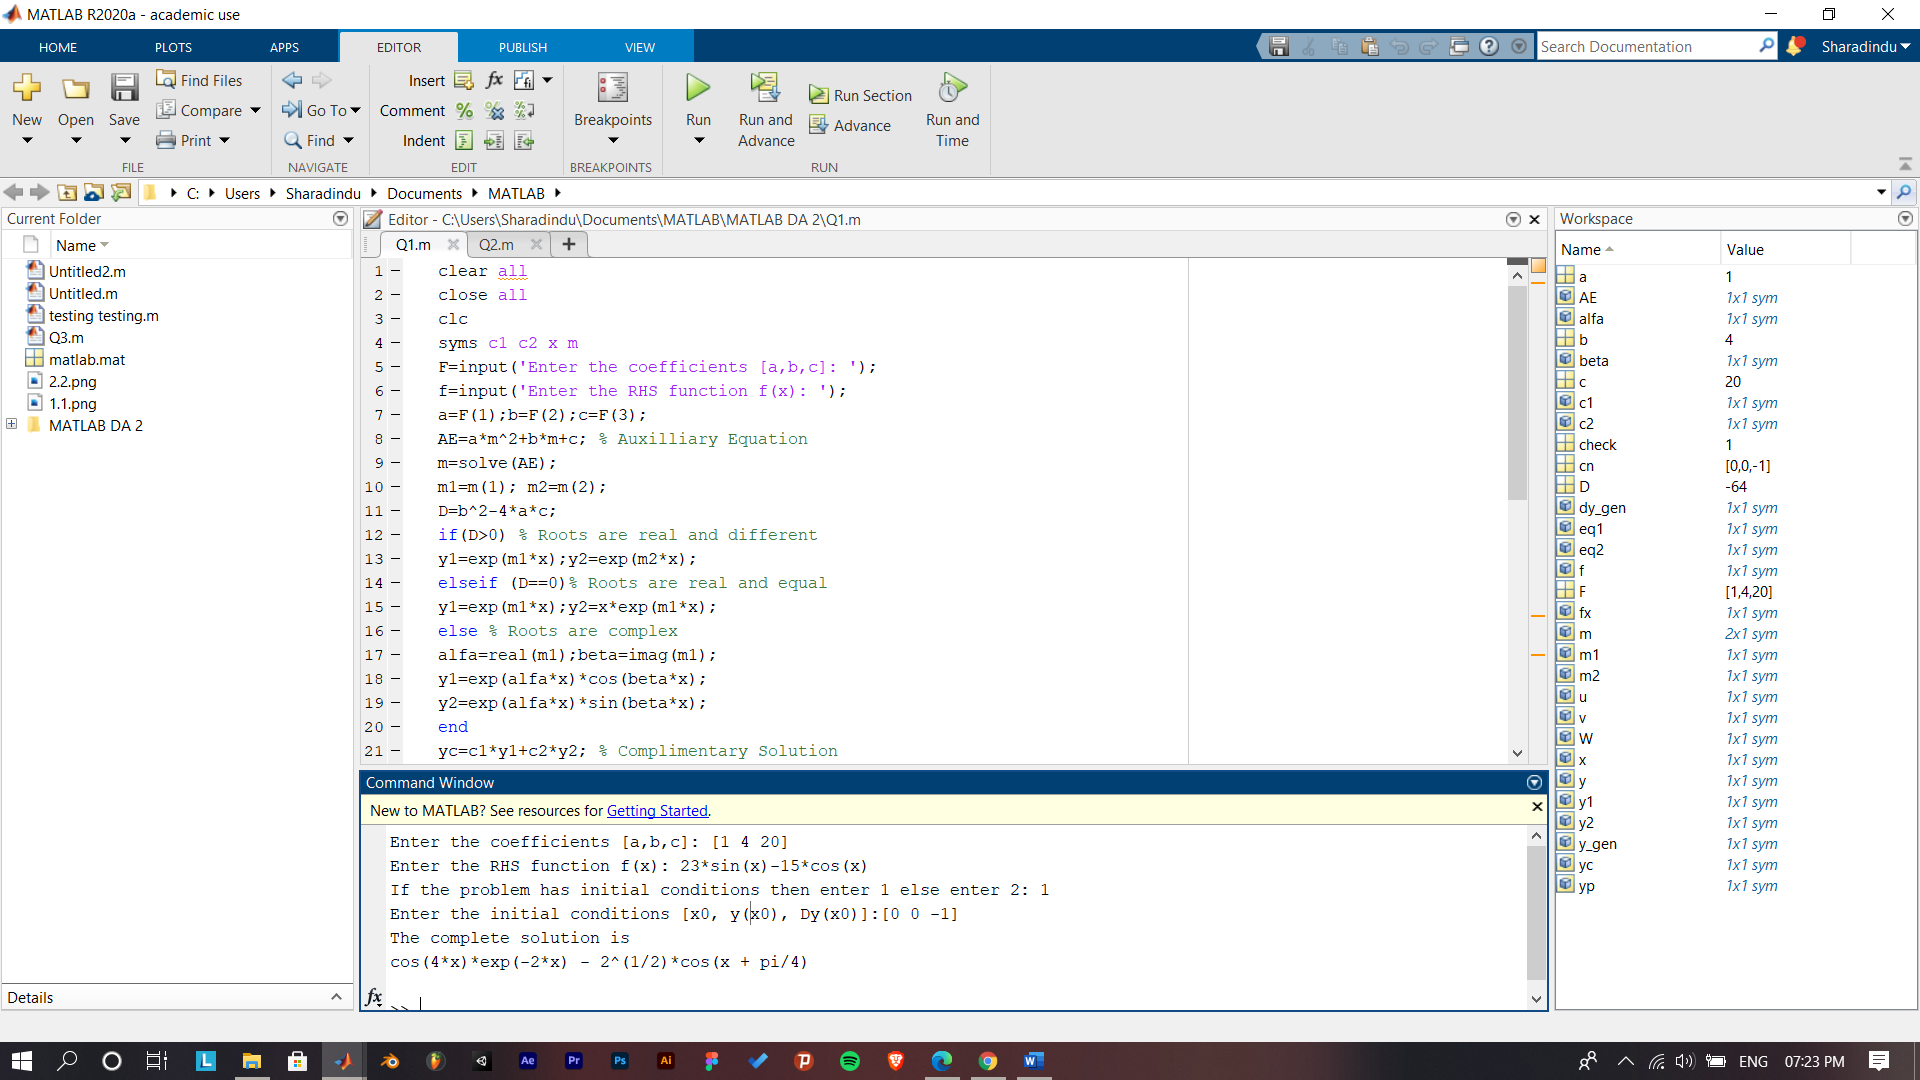 MATLAB R2020a - academic use
HOME PLOTS APPS EDITOR PUBLISH VIEW
Search Documentation
Sharadindu
New
Open
Save
Find Files
Compare
Print
FILE
Go To
Find
NAVIGATE
Insert
Comment
Indent
EDIT
Breakpoints
BREAKPOINTS
Run
Run and Advance
Run Section
Advance
Run and Time
RUN
C: Users Sharadindu Documents MATLAB
Current Folder
Name
Untitled2.m
Untitled.m
testing testing.m
Q3.m
matlab.mat
2.2.png
1.1.png
MATLAB DA 2
Details
Editor - C:\Users\Sharadindu\Documents\MATLAB\MATLAB DA 2\Q1.m
Q1.m Q2.m
1 — clear all
2 — close all
3 — clc
4 — syms c1 c2 x m
5 — F=input('Enter the coefficients [a,b,c]: ');
6 — f=input('Enter the RHS function f(x): ');
7 — a=F(1);b=F(2);c=F(3);
8 — AE=a*m^2+b*m+c; % Auxilliary Equation
9 — m=solve(AE);
10 — m1=m(1); m2=m(2);
11 — D=b^2-4*a*c;
12 — if(D>0) % Roots are real and different
13 — y1=exp(m1*x);y2=exp(m2*x);
14 — elseif (D==0)% Roots are real and equal
15 — y1=exp(m1*x);y2=x*exp(m1*x);
16 — else % Roots are complex
17 — alfa=real(m1);beta=imag(m1);
18 — y1=exp(alfa*x)*cos(beta*x);
19 — y2=exp(alfa*x)*sin(beta*x);
20 — end
21 — yc=c1*y1+c2*y2; % Complimentary Solution
Command Window
New to MATLAB? See resources for Getting Started.
Enter the coefficients [a,b,c]: [1 4 20]
Enter the RHS function f(x): 23*sin(x)-15*cos(x)
If the problem has initial conditions then enter 1 else enter 2: 1
Enter the initial conditions [x0, y(x0), Dy(x0)]:[0 0 -1]
The complete solution is
cos(4*x)*exp(-2*x) - 2^(1/2)*cos(x + pi/4)
fx >>
Workspace
Name Value
a 1
AE 1x1 sym
alfa 1x1 sym
b 4
beta 1x1 sym
c 20
c1 1x1 sym
c2 1x1 sym
check 1
cn [0,0,-1]
D -64
dy_gen 1x1 sym
eq1 1x1 sym
eq2 1x1 sym
f 1x1 sym
F [1,4,20]
fx 1x1 sym
m 2x1 sym
m1 1x1 sym
m2 1x1 sym
u 1x1 sym
v 1x1 sym
W 1x1 sym
x 1x1 sym
y 1x1 sym
y1 1x1 sym
y2 1x1 sym
y_gen 1x1 sym
yc 1x1 sym
yp 1x1 sym
L Ae Pr Ps Ai W
ENG 07:23 PM